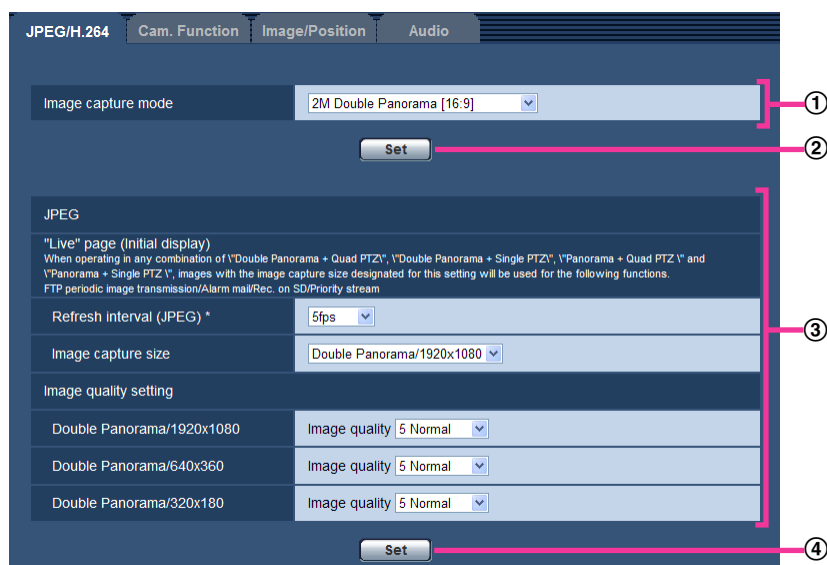 JPEG/H.264 Cam. Function Image/Position Audio
Image capture mode 2M Double Panorama [16:9] ①
Set ②
JPEG
"Live" page (Initial display)
When operating in any combination of \"Double Panorama + Quad PTZ\", \"Double Panorama + Single PTZ\", \"Panorama + Quad PTZ \" and
\"Panorama + Single PTZ \", images with the image capture size designated for this setting will be used for the following functions.
FTP periodic image transmission/Alarm mail/Rec. on SD/Priority stream
Refresh interval (JPEG) * 5fps ③
Image capture size Double Panorama/1920x1080
Image quality setting
Double Panorama/1920x1080 Image quality 5 Normal
Double Panorama/640x360 Image quality 5 Normal
Double Panorama/320x180 Image quality 5 Normal
Set ④